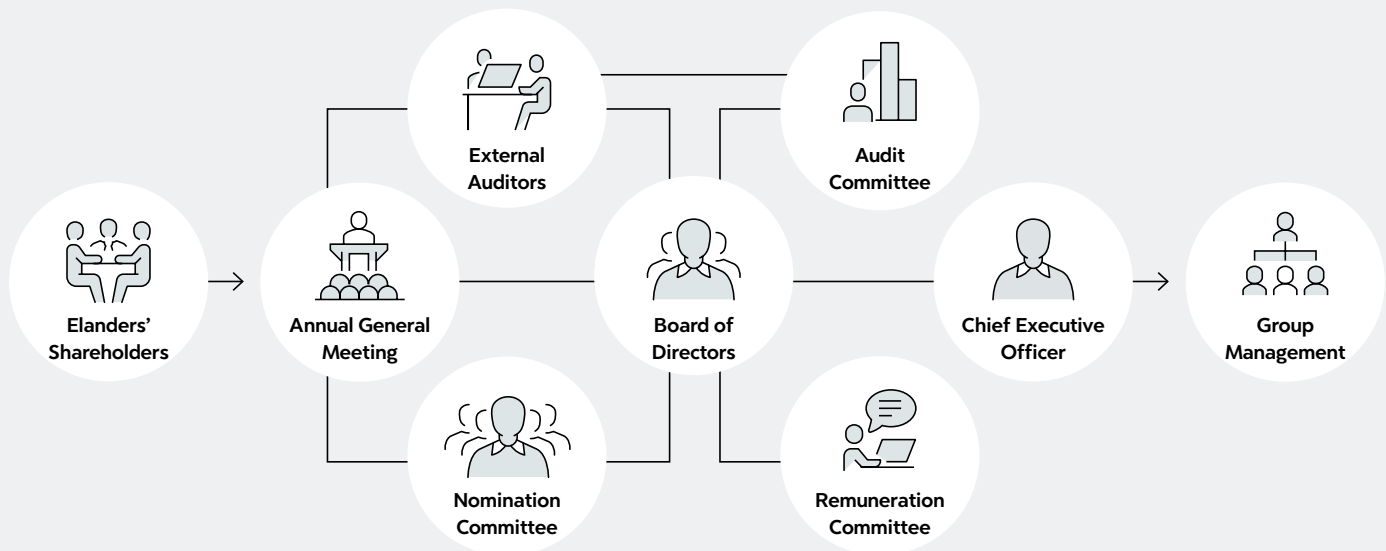 External
Auditors
Audit
Committee
Elanders’
Shareholders
Annual General
Meeting
Board of
Directors
Chief Executive
Officer
Group
Management
Nomination
Committee
Remuneration
Committee